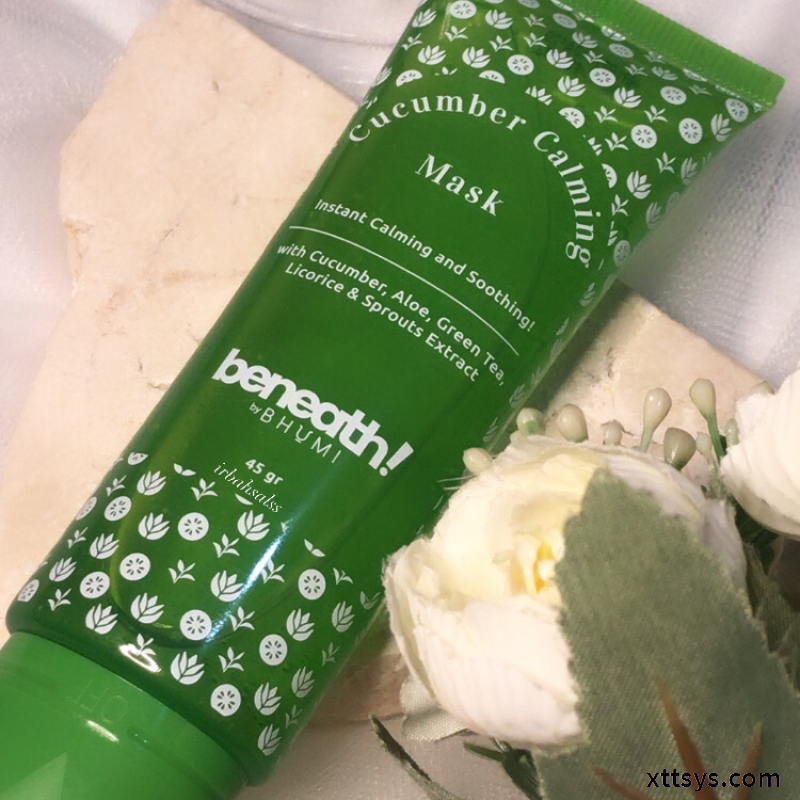 Cucumber Calming
Mask
Instant Calming and Soothing!
with Cucumber, Aloe, Green Tea,
Licorice & Sprouts Extract
beneath!
by BHUMI
45 gr
irbahsalss
xttsys.com